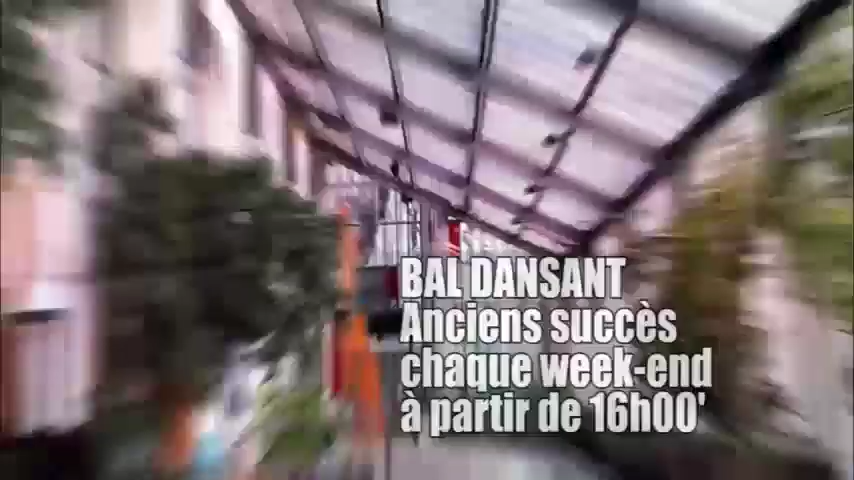 BAL DANSANT
Anciens succès
chaque week-end
à partir de 16h00'